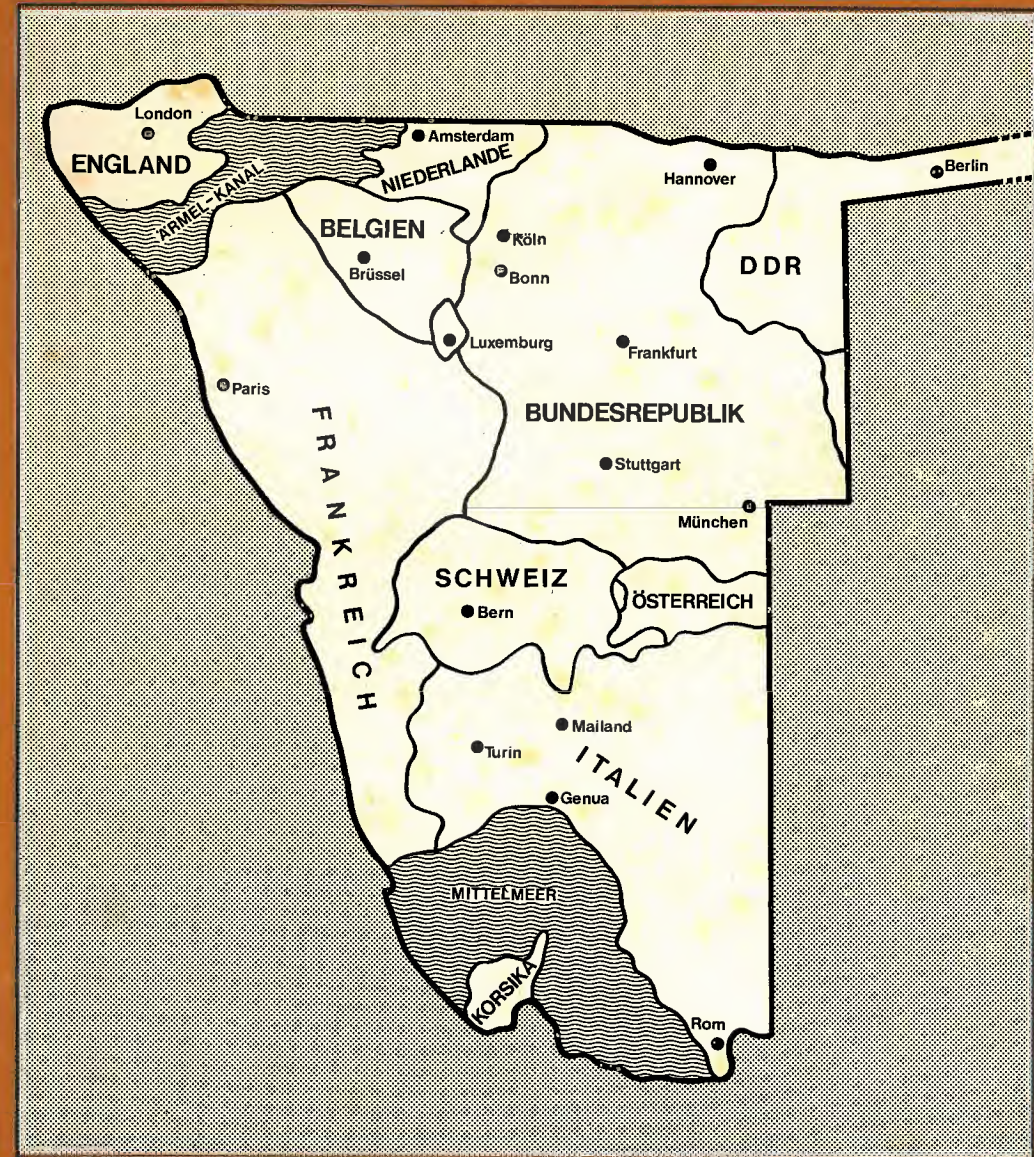 London
ENGLAND
ÄRMEL-KANAL
Amsterdam
NIEDERLANDE
Hannover
Berlin
BELGIEN
Brüssel
Köln
Bonn
DDR
Luxemburg
Frankfurt
Paris
FRANKREICH
BUNDESREPUBLIK
Stuttgart
München
SCHWEIZ
Bern
ÖSTERREICH
Mailand
Turin
ITALIEN
Genua
MITTELMEER
KORSIKA
Rom